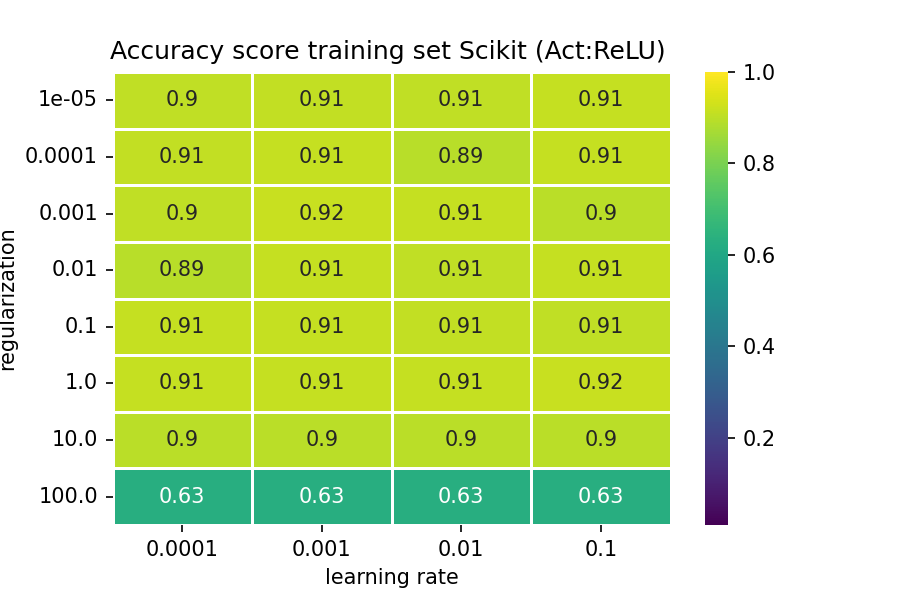 Accuracy score training set Scikit (Act:ReLU)
regularization
1e-05 0.9 0.91 0.91 0.91
0.0001 0.91 0.91 0.89 0.91
0.001 0.9 0.92 0.91 0.9
0.01 0.89 0.91 0.91 0.91
0.1 0.91 0.91 0.91 0.91
1.0 0.91 0.91 0.91 0.92
10.0 0.9 0.9 0.9 0.9
100.0 0.63 0.63 0.63 0.63
0.0001 0.001 0.01 0.1
learning rate
1.0
0.8
0.6
0.4
0.2